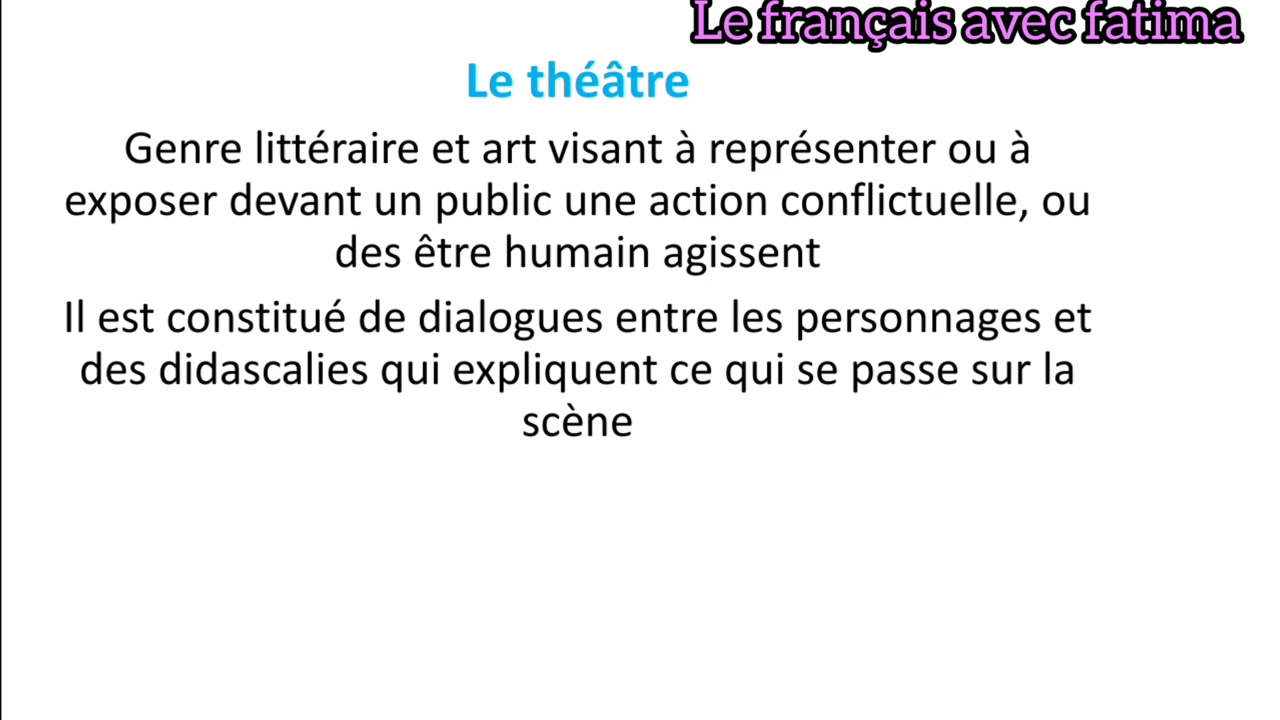 Le français avec fatima
Le théâtre
Genre littéraire et art visant à représenter ou à
exposer devant un public une action conflictuelle, ou
des être humain agissent
Il est constitué de dialogues entre les personnages et
des didascalies qui expliquent ce qui se passe sur la
scène